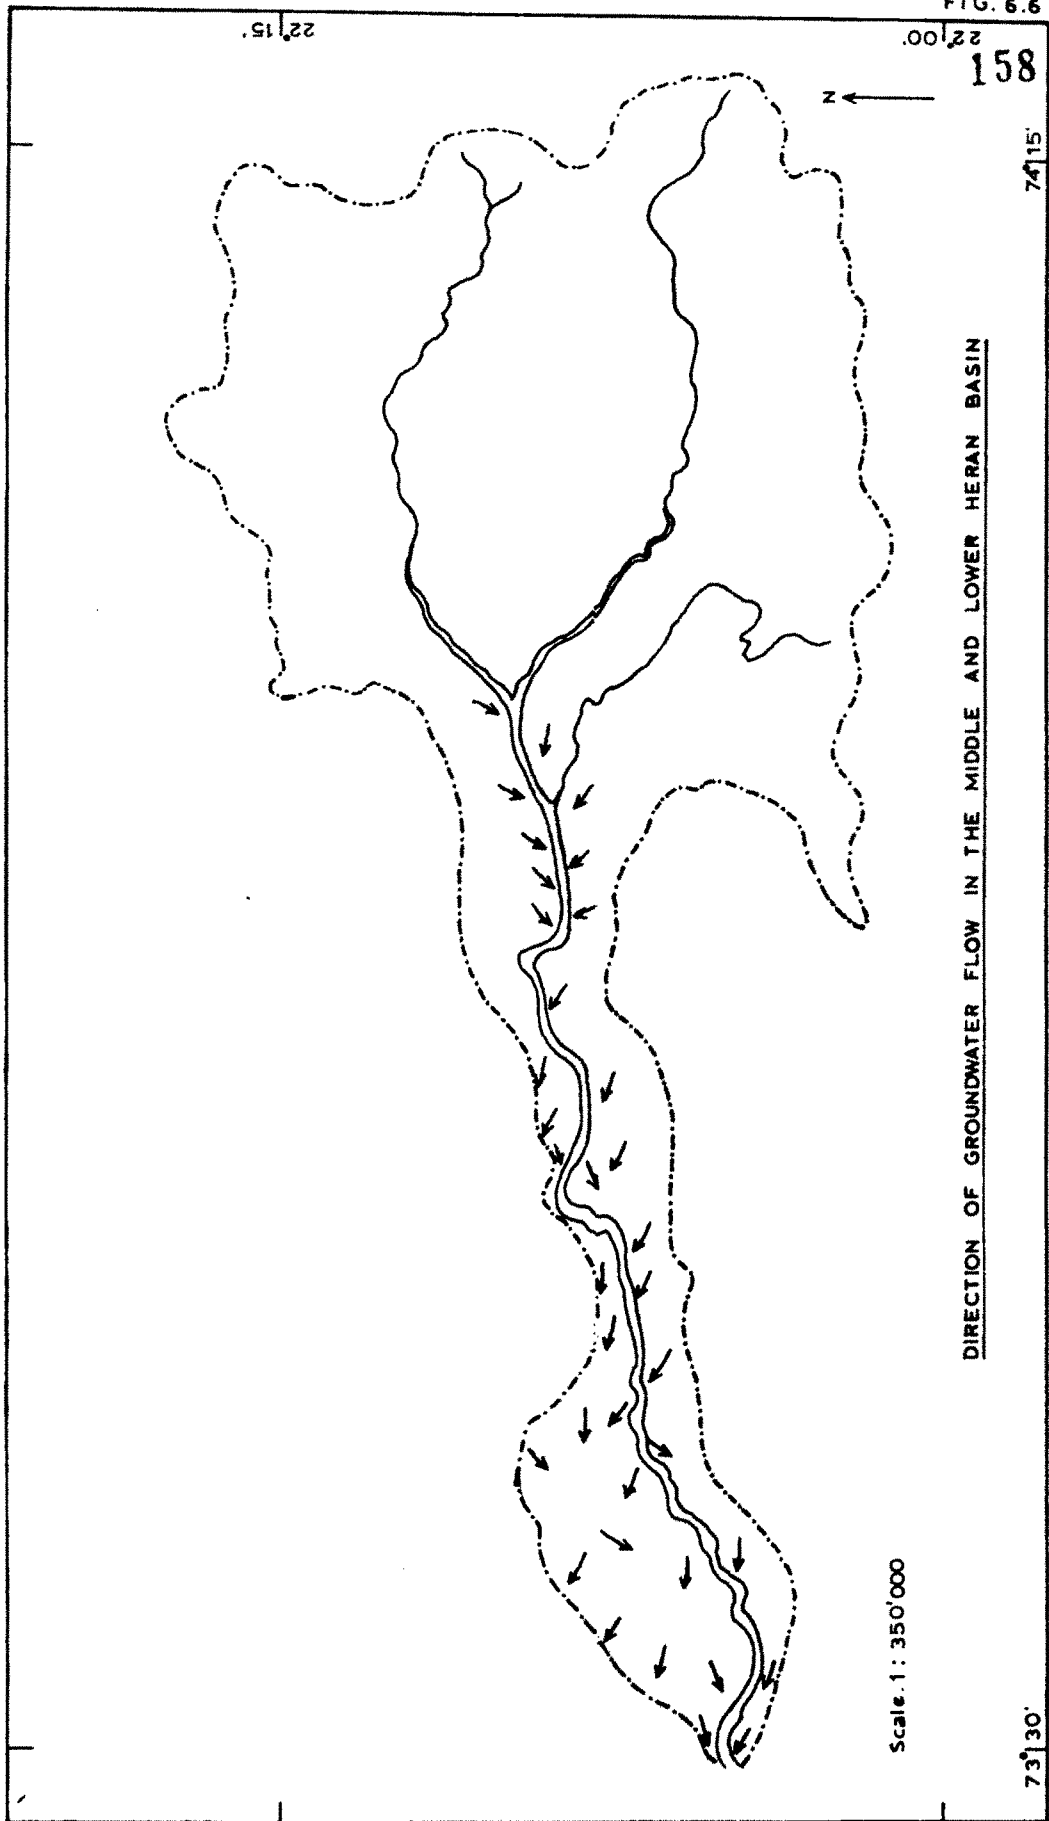 FIG. 6.6
158
22°15'
22°00'
N
74°15'
DIRECTION OF GROUNDWATER FLOW IN THE MIDDLE AND LOWER HERAN BASIN
Scale. 1 : 350'000
73°30'